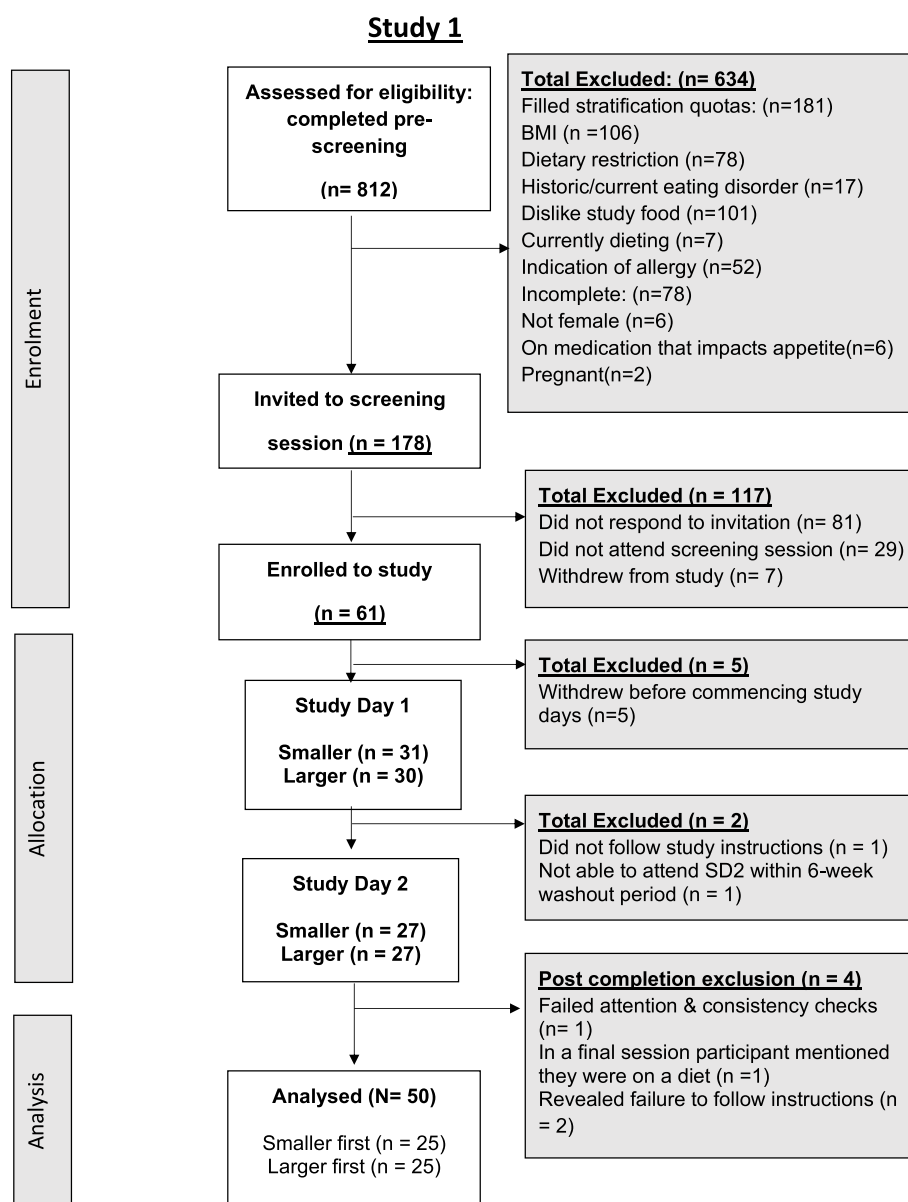 Study 1
Enrolment
Assessed for eligibility:
completed pre-
screening
(n= 812)
Total Excluded: (n= 634)
Filled stratification quotas: (n=181)
BMI (n =106)
Dietary restriction (n=78)
Historic/current eating disorder (n=17)
Dislike study food (n=101)
Currently dieting (n=7)
Indication of allergy (n=52)
Incomplete: (n=78)
Not female (n=6)
On medication that impacts appetite(n=6)
Pregnant(n=2)
Invited to screening
session (n = 178)
Total Excluded (n = 117)
Did not respond to invitation (n= 81)
Did not attend screening session (n= 29)
Withdrew from study (n= 7)
Enrolled to study
(n = 61)
Allocation
Total Excluded (n = 5)
Withdrew before commencing study
days (n=5)
Study Day 1
Smaller (n = 31)
Larger (n = 30)
Total Excluded (n = 2)
Did not follow study instructions (n = 1)
Not able to attend SD2 within 6-week
washout period (n = 1)
Study Day 2
Smaller (n = 27)
Larger (n = 27)
Post completion exclusion (n = 4)
Failed attention & consistency checks
(n= 1)
In a final session participant mentioned
they were on a diet (n =1)
Revealed failure to follow instructions (n
= 2)
Analysis
Analysed (N= 50)
Smaller first (n = 25)
Larger first (n = 25)